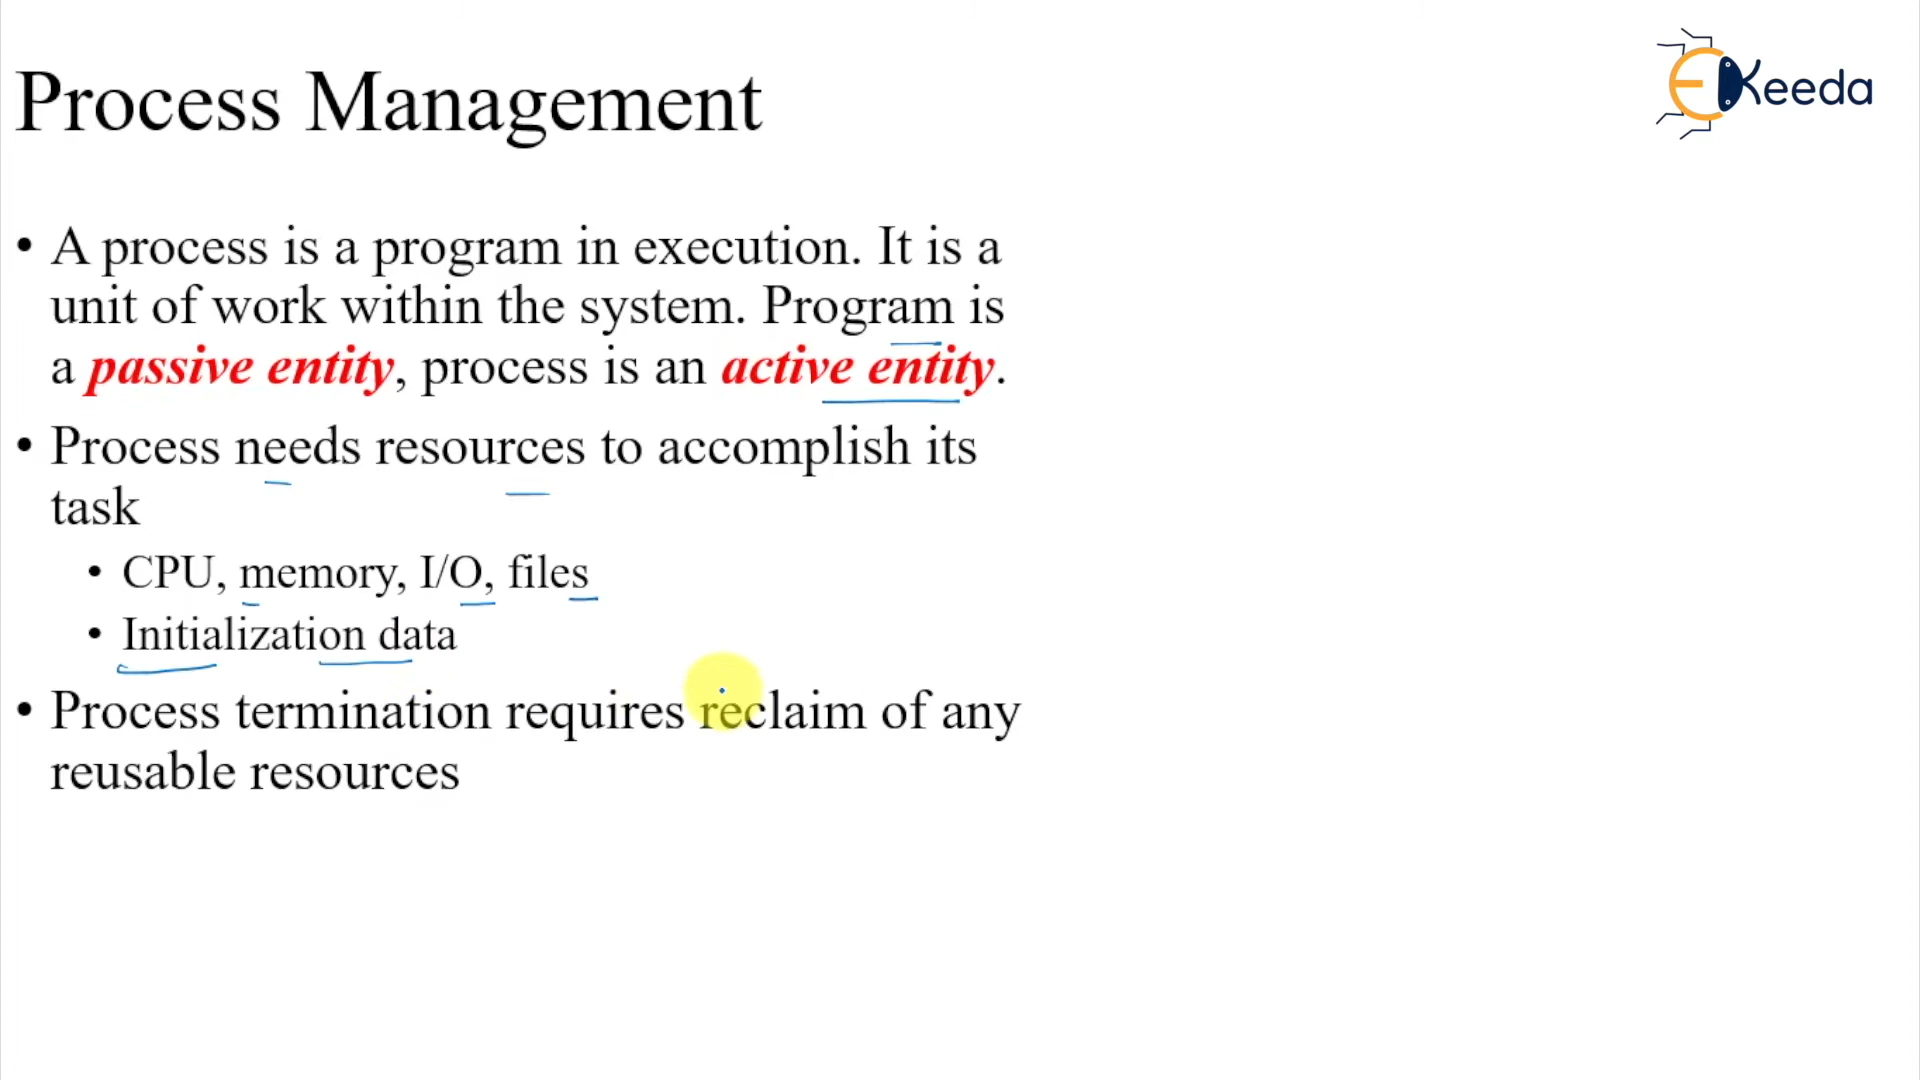 Process Management
EKeeda
• A process is a program in execution. It is a
unit of work within the system. Program is
a passive entity, process is an active entity.
• Process needs resources to accomplish its
task
• CPU, memory, I/O, files
• Initialization data
• Process termination requires reclaim of any
reusable resources